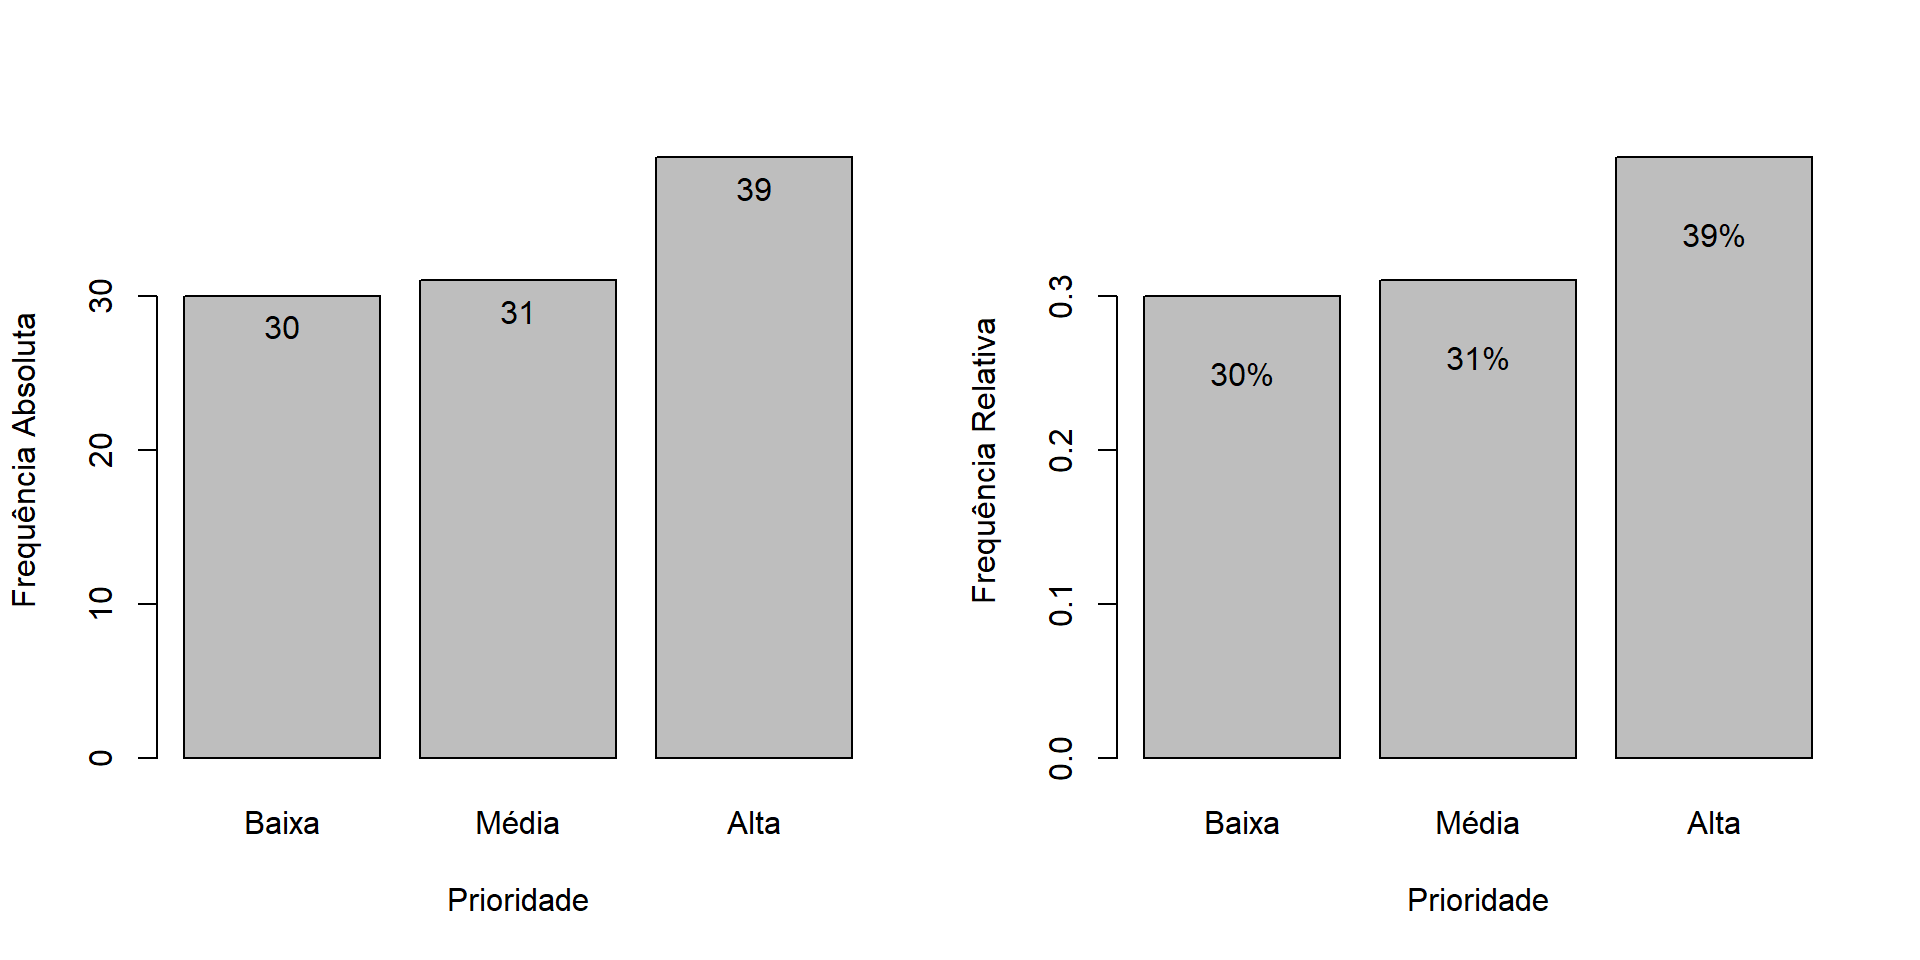 Frequência Absoluta
30
20
10
0
30
31
39
Baixa
Média
Alta
Prioridade
Frequência Relativa
0.3
0.2
0.1
0.0
30%
31%
39%
Baixa
Média
Alta
Prioridade